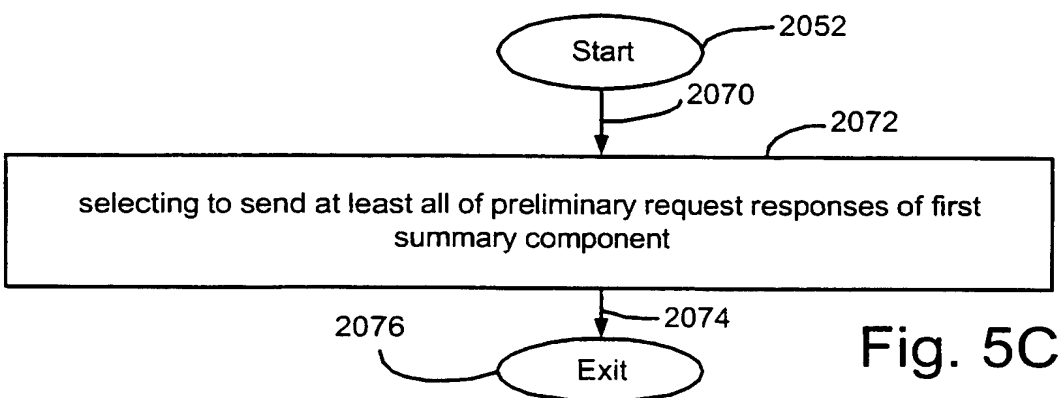 Start
2052
2070
2072
selecting to send at least all of preliminary request responses of first
summary component
2074
2076
Exit
Fig. 5C